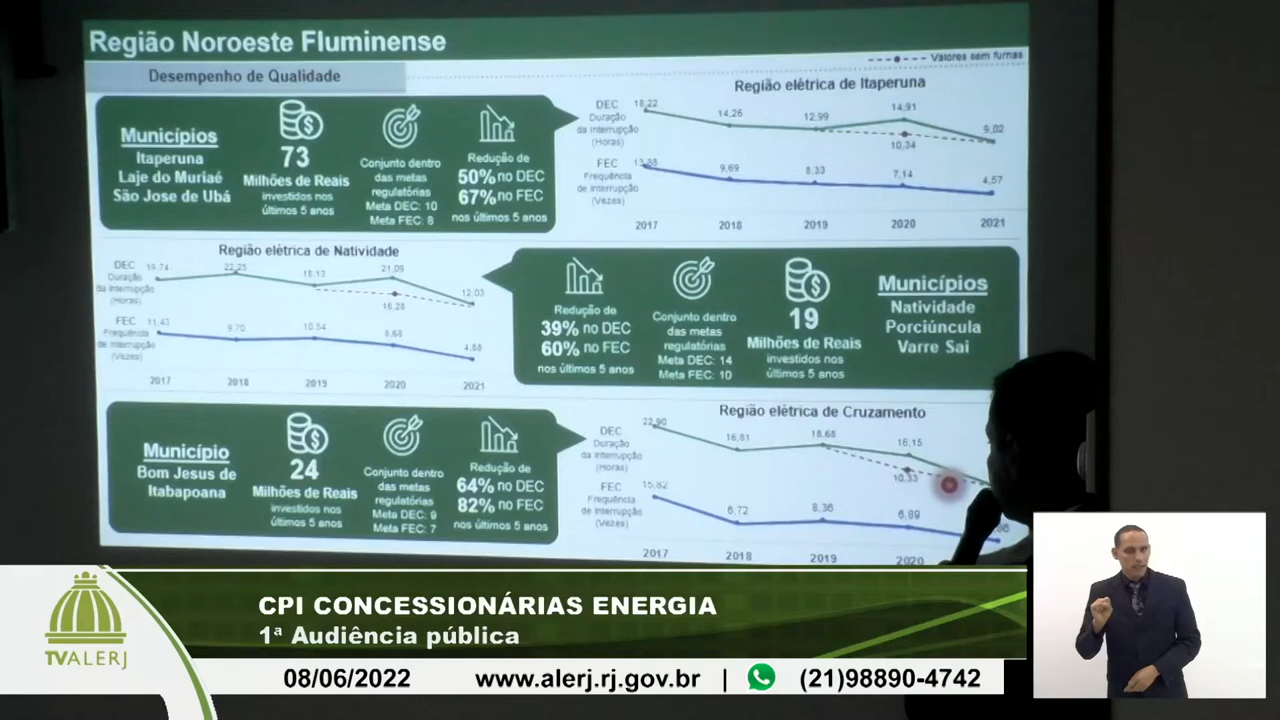 Região Noroeste Fluminense
Desempenho de Qualidade
Valores sem furnas
Municípios
Itaperuna
Laje do Muriaé
São Jose de Ubá
73
Milhões de Reais
investidos nos
últimos 5 anos
Conjunto dentro
das metas
regulatórias
Meta DEC: 10
Meta FEC: 8
Redução de
50% no DEC
67% no FEC
nos últimos 5 anos
Região elétrica de Itaperuna
DEC
Duração
da Interrupção
(Horas)
18,22
14,26
12,99
14,91
9,02
10,34
FEC
Frequência
de Interrupção
(Vezes)
13,88
9,69
8,33
7,14
4,57
2017
2018
2019
2020
2021
Região elétrica de Natividade
DEC
Duração
da Interrupção
(Horas)
19,74
22,25
21,09
12,03
16,28
FEC
Frequência
de Interrupção
(Vezes)
11,43
9,70
10,54
8,68
2017
2018
2019
2020
2021
Redução de
39% no DEC
60% no FEC
nos últimos 5 anos
Conjunto dentro
das metas
regulatórias
Meta DEC: 14
Meta FEC: 10
19
Milhões de Reais
investidos nos
últimos 5 anos
Municípios
Natividade
Porciúncula
Varre Sai
Município
Bom Jesus de
Itabapoana
24
Milhões de Reais
investidos nos
últimos 5 anos
Conjunto dentro
das metas
regulatórias
Meta DEC: 9
Meta FEC: 7
Redução de
64% no DEC
82% no FEC
nos últimos 5 anos
Região elétrica de Cruzamento
DEC
Duração
da Interrupção
(Horas)
22,90
16,81
18,68
16,15
10,33
FEC
Frequência
de Interrupção
(Vezes)
15,82
6,72
8,36
6,89
2017
2018
2019
2020
TVALERJ
CPI CONCESSIONÁRIAS ENERGIA
1ª Audiência pública
08/06/2022 www.alerj.rj.gov.br | (21)98890-4742